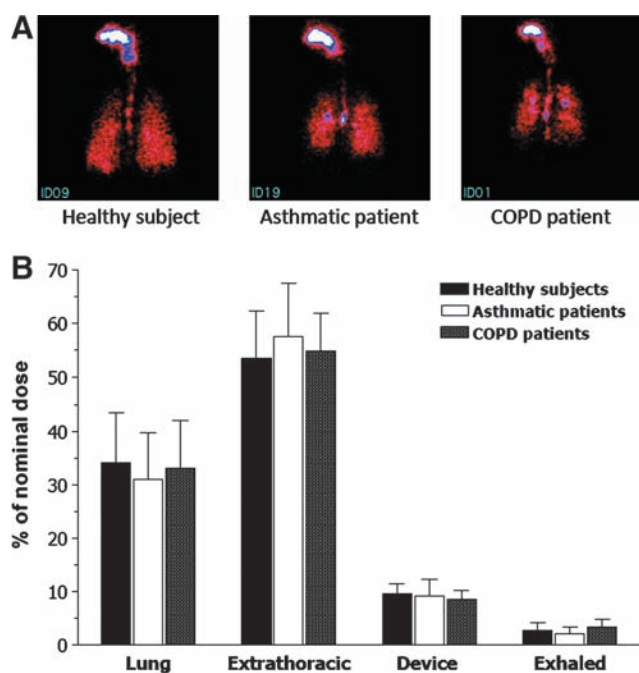 A
ID09
ID19
ID01
Healthy subject
Asthmatic patient
COPD patient
B
70
60
50
40
30
20
10
0
% of nominal dose
Healthy subjects
Asthmatic patients
COPD patients
Lung
Extrathoracic
Device
Exhaled